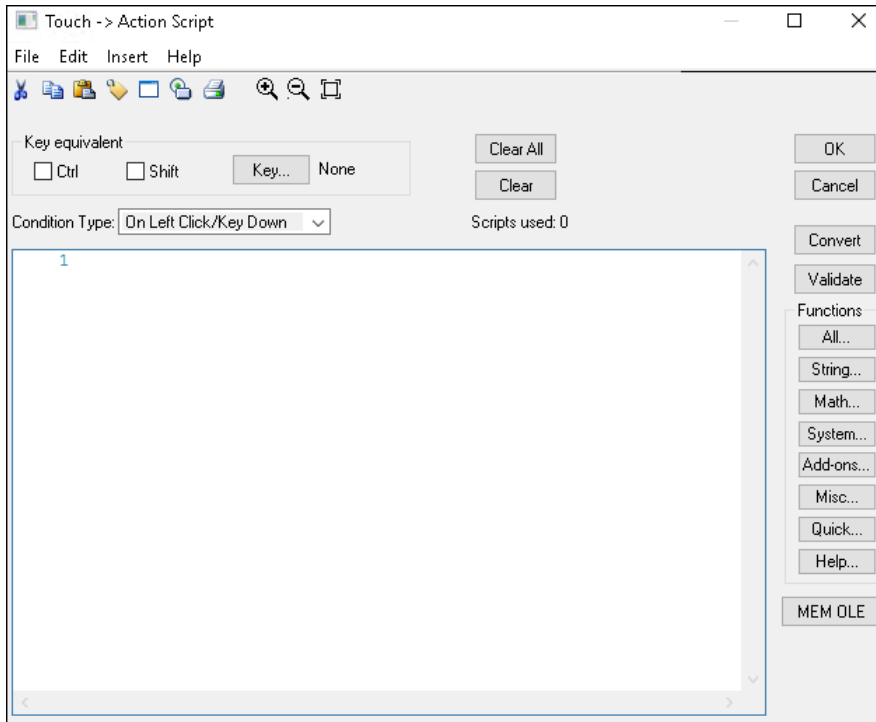 Touch -> Action Script
File Edit Insert Help
Key equivalent
Ctrl Shift Key... None
Clear All
Clear
OK
Cancel
Condition Type: On Left Click/Key Down
Scripts used: 0
Convert
Validate
1
Functions
All...
String...
Math...
System...
Add-ons...
Misc...
Quick...
Help...
MEM OLE